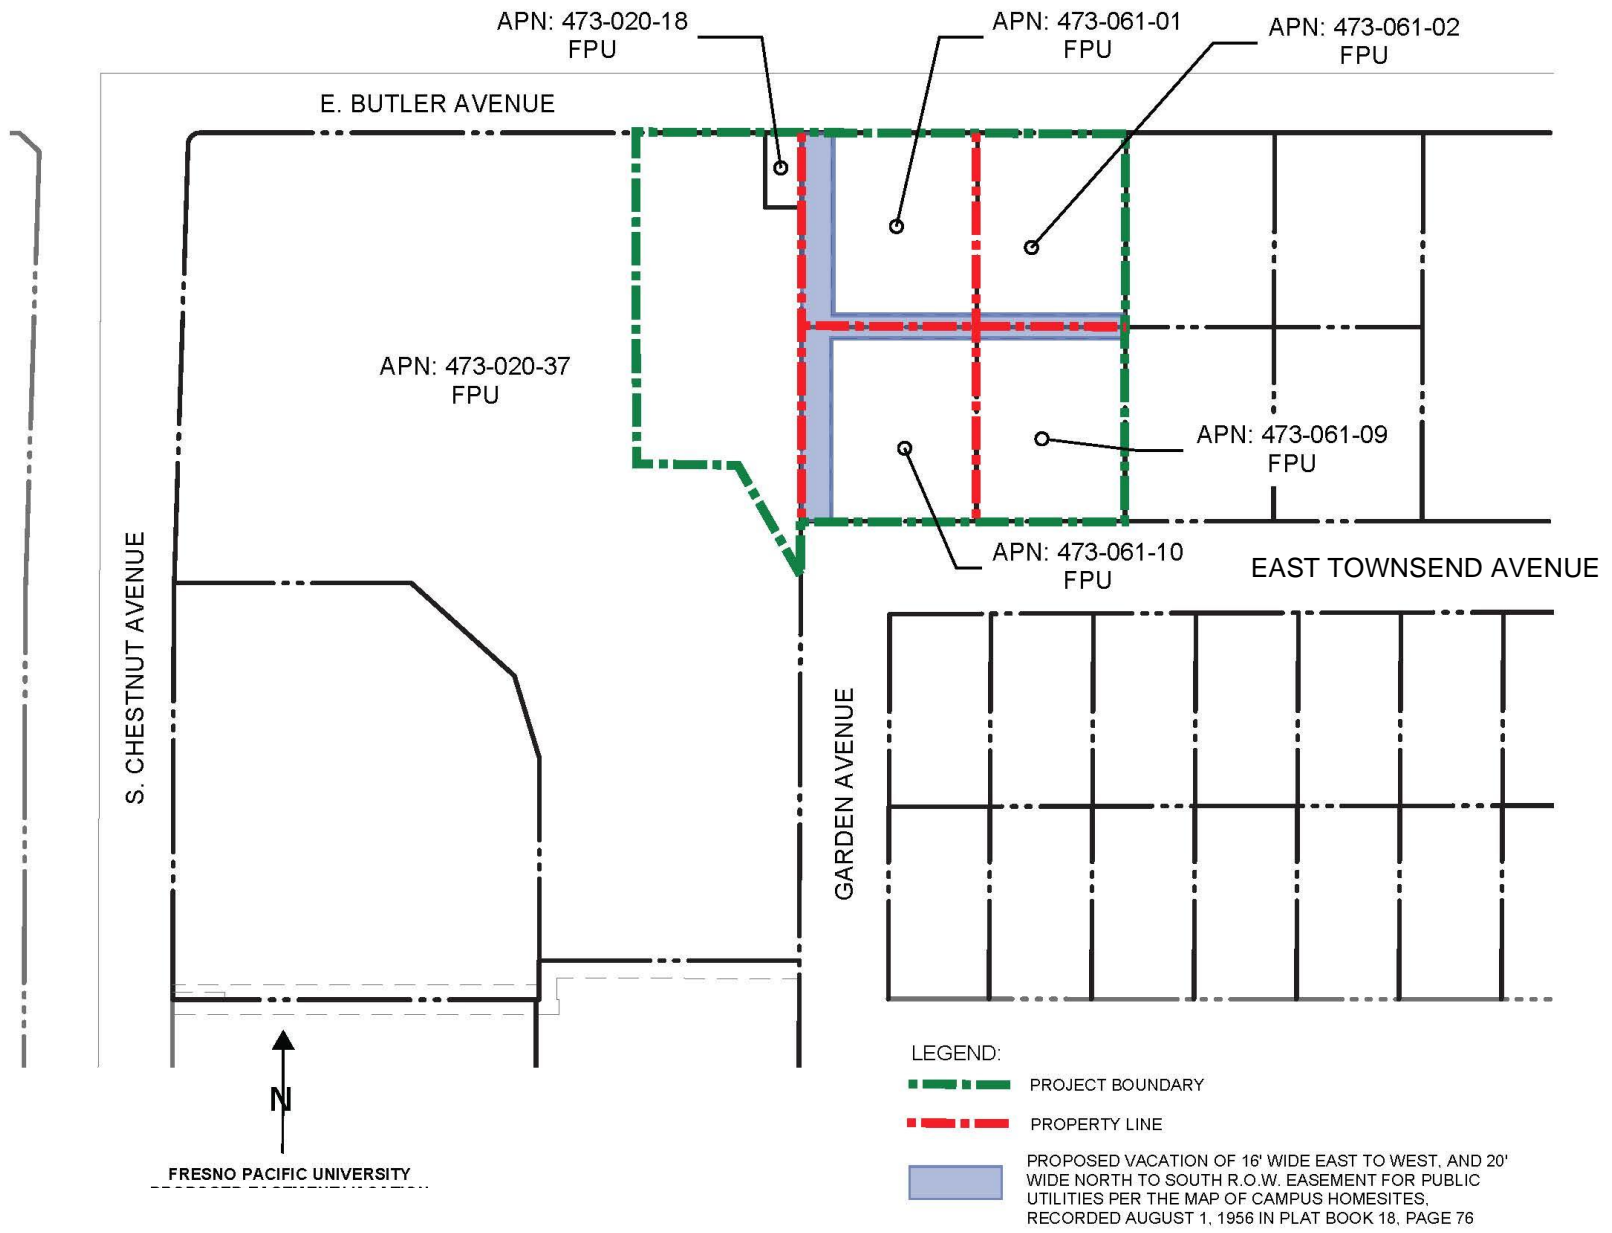 APN: 473-020-18
FPU
APN: 473-061-01
FPU
APN: 473-061-02
FPU
E. BUTLER AVENUE
APN: 473-020-37
FPU
APN: 473-061-09
FPU
APN: 473-061-10
FPU
EAST TOWNSEND AVENUE
S. CHESTNUT AVENUE
GARDEN AVENUE
N
FRESNO PACIFIC UNIVERSITY
LEGEND:
PROJECT BOUNDARY
PROPERTY LINE
PROPOSED VACATION OF 16' WIDE EAST TO WEST, AND 20'
WIDE NORTH TO SOUTH R.O.W. EASEMENT FOR PUBLIC
UTILITIES PER THE MAP OF CAMPUS HOMESITES,
RECORDED AUGUST 1, 1956 IN PLAT BOOK 18, PAGE 76